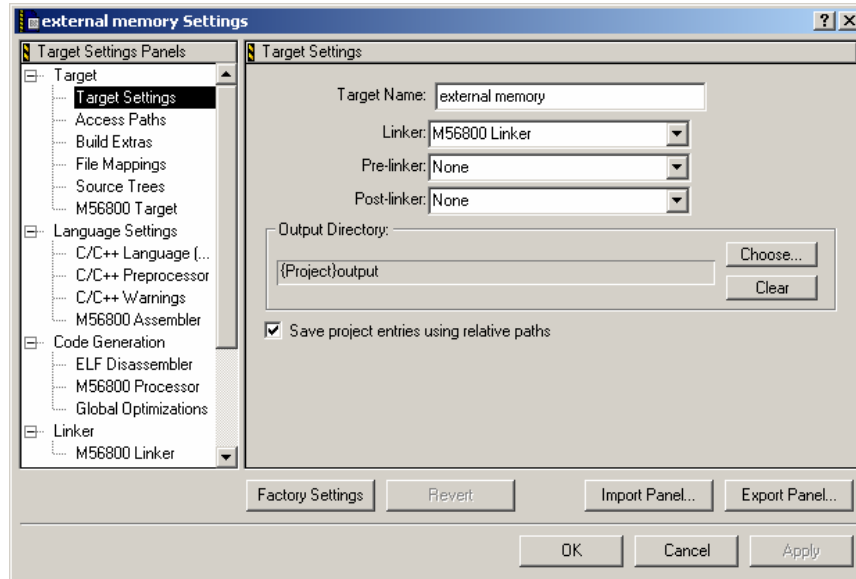 external memory Settings
Target Settings Panels
Target
Target Settings
Access Paths
Build Extras
File Mappings
Source Trees
M56800 Target
Language Settings
C/C++ Language (...
C/C++ Preprocessor
C/C++ Warnings
M56800 Assembler
Code Generation
ELF Disassembler
M56800 Processor
Global Optimizations
Linker
M56800 Linker
Target Settings
Target Name: external memory
Linker: M56800 Linker
Pre-linker: None
Post-linker: None
Output Directory:
{Project}output
Choose...
Clear
Save project entries using relative paths
Factory Settings Revert Import Panel... Export Panel...
OK Cancel Apply